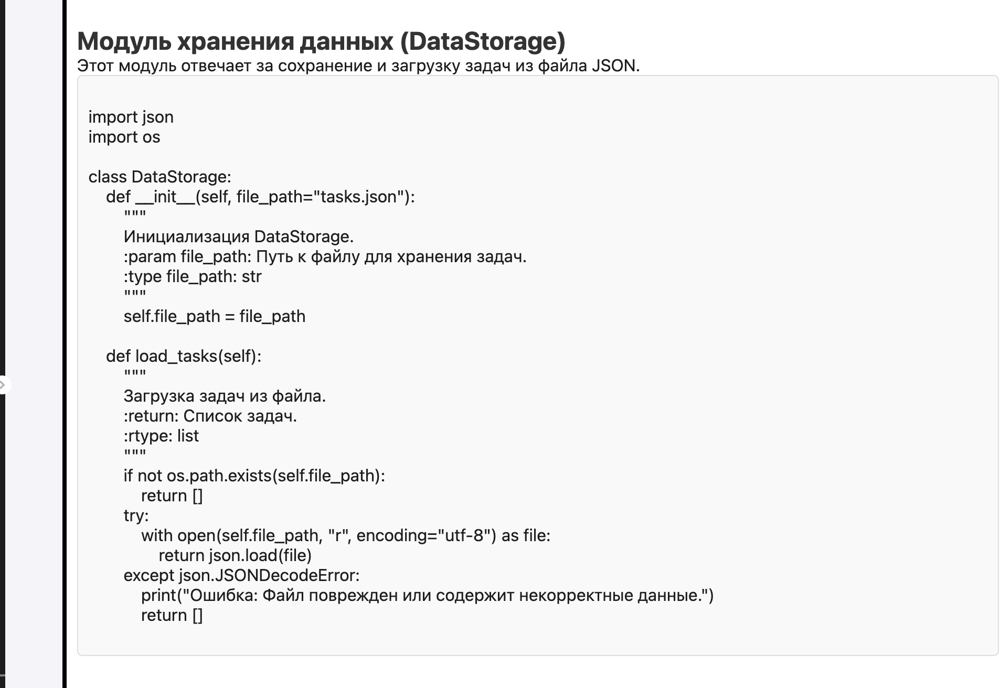 Модуль хранения данных (DataStorage)
Этот модуль отвечает за сохранение и загрузку задач из файла JSON.
import json
import os
class DataStorage:
def __init__(self, file_path="tasks.json"):
"""
Инициализация DataStorage.
:param file_path: Путь к файлу для хранения задач.
:type file_path: str
"""
self.file_path = file_path
def load_tasks(self):
"""
Загрузка задач из файла.
:return: Список задач.
:rtype: list
"""
if not os.path.exists(self.file_path):
return []
try:
with open(self.file_path, "r", encoding="utf-8") as file:
return json.load(file)
except json.JSONDecodeError:
print("Ошибка: Файл поврежден или содержит некорректные данные.")
return []